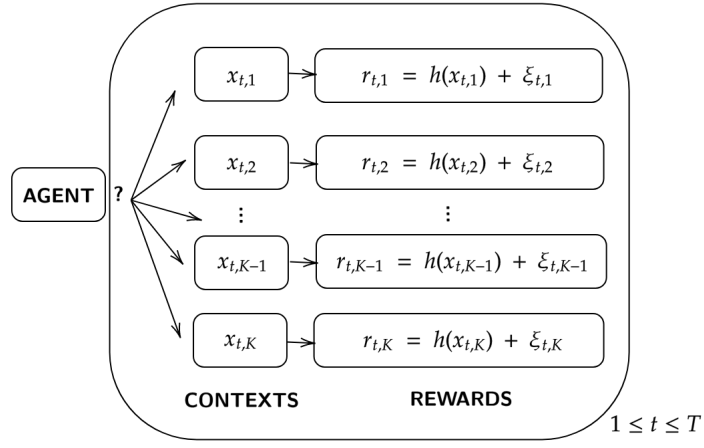 x_{t,1} r_{t,1} = h(x_{t,1}) + ξ_{t,1}
x_{t,2} r_{t,2} = h(x_{t,2}) + ξ_{t,2}
AGENT ?
⋮ ⋮
x_{t,K−1} r_{t,K−1} = h(x_{t,K−1}) + ξ_{t,K−1}
x_{t,K} r_{t,K} = h(x_{t,K}) + ξ_{t,K}
CONTEXTS REWARDS
1 ≤ t ≤ T